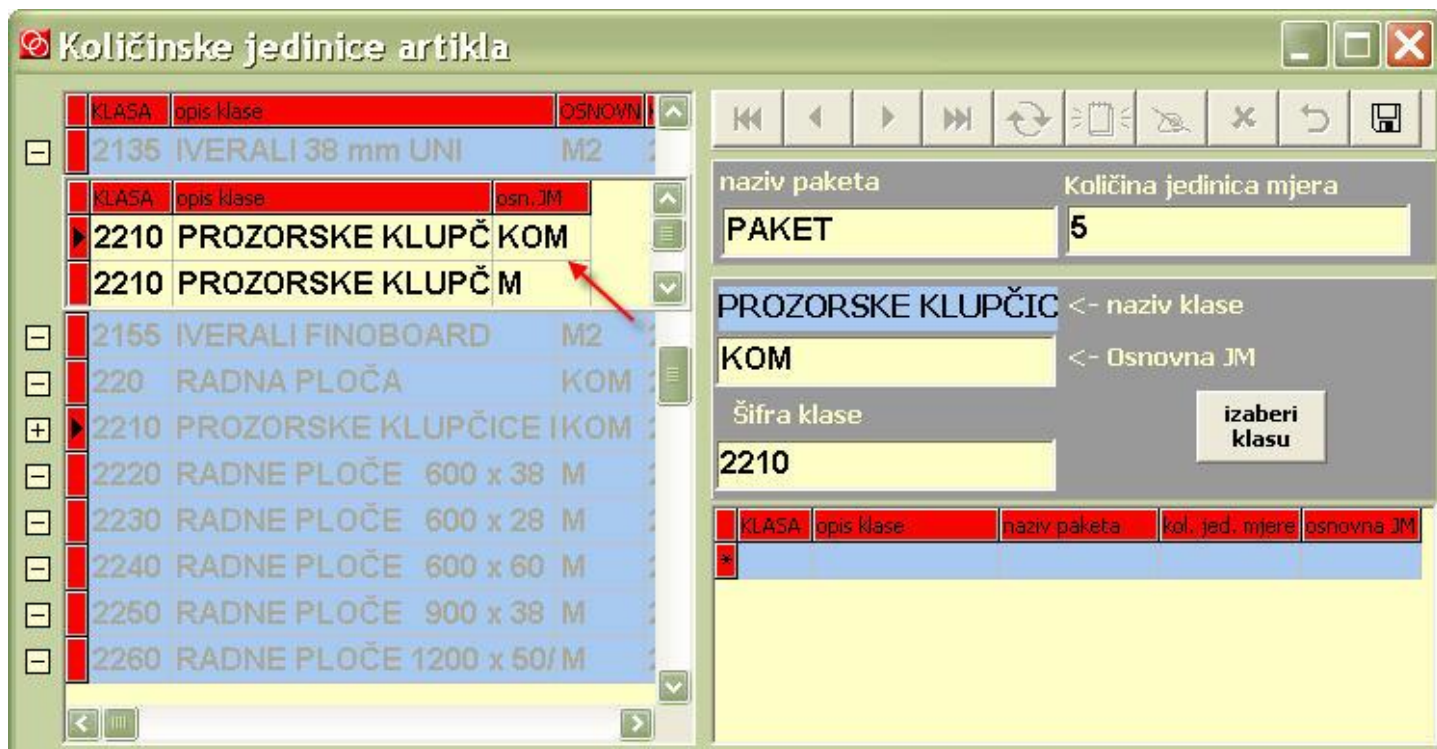 Količinske jedinice artikla
KLASA opis klase OSNOVN
2135 IVERALI 38 mm UNI M2
KLASA opis klase osn.JM
2210 PROZORSKE KLUPČ KOM
2210 PROZORSKE KLUPČ M
2155 IVERALI FINOBOARD M2
220 RADNA PLOČA KOM
2210 PROZORSKE KLUPČICE KOM
2220 RADNE PLOČE 600 x 38 M
2230 RADNE PLOČE 600 x 28 M
2240 RADNE PLOČE 600 x 60 M
2250 RADNE PLOČE 900 x 38 M
2260 RADNE PLOČE 1200 x 50/ M
naziv paketa Količina jedinica mjera
PAKET 5
PROZORSKE KLUPČIC <- naziv klase
KOM <- Osnovna JM
Šifra klase
2210
izaberi
klasu
KLASA opis klase naziv paketa kol. jed. mjere osnovna JM
*